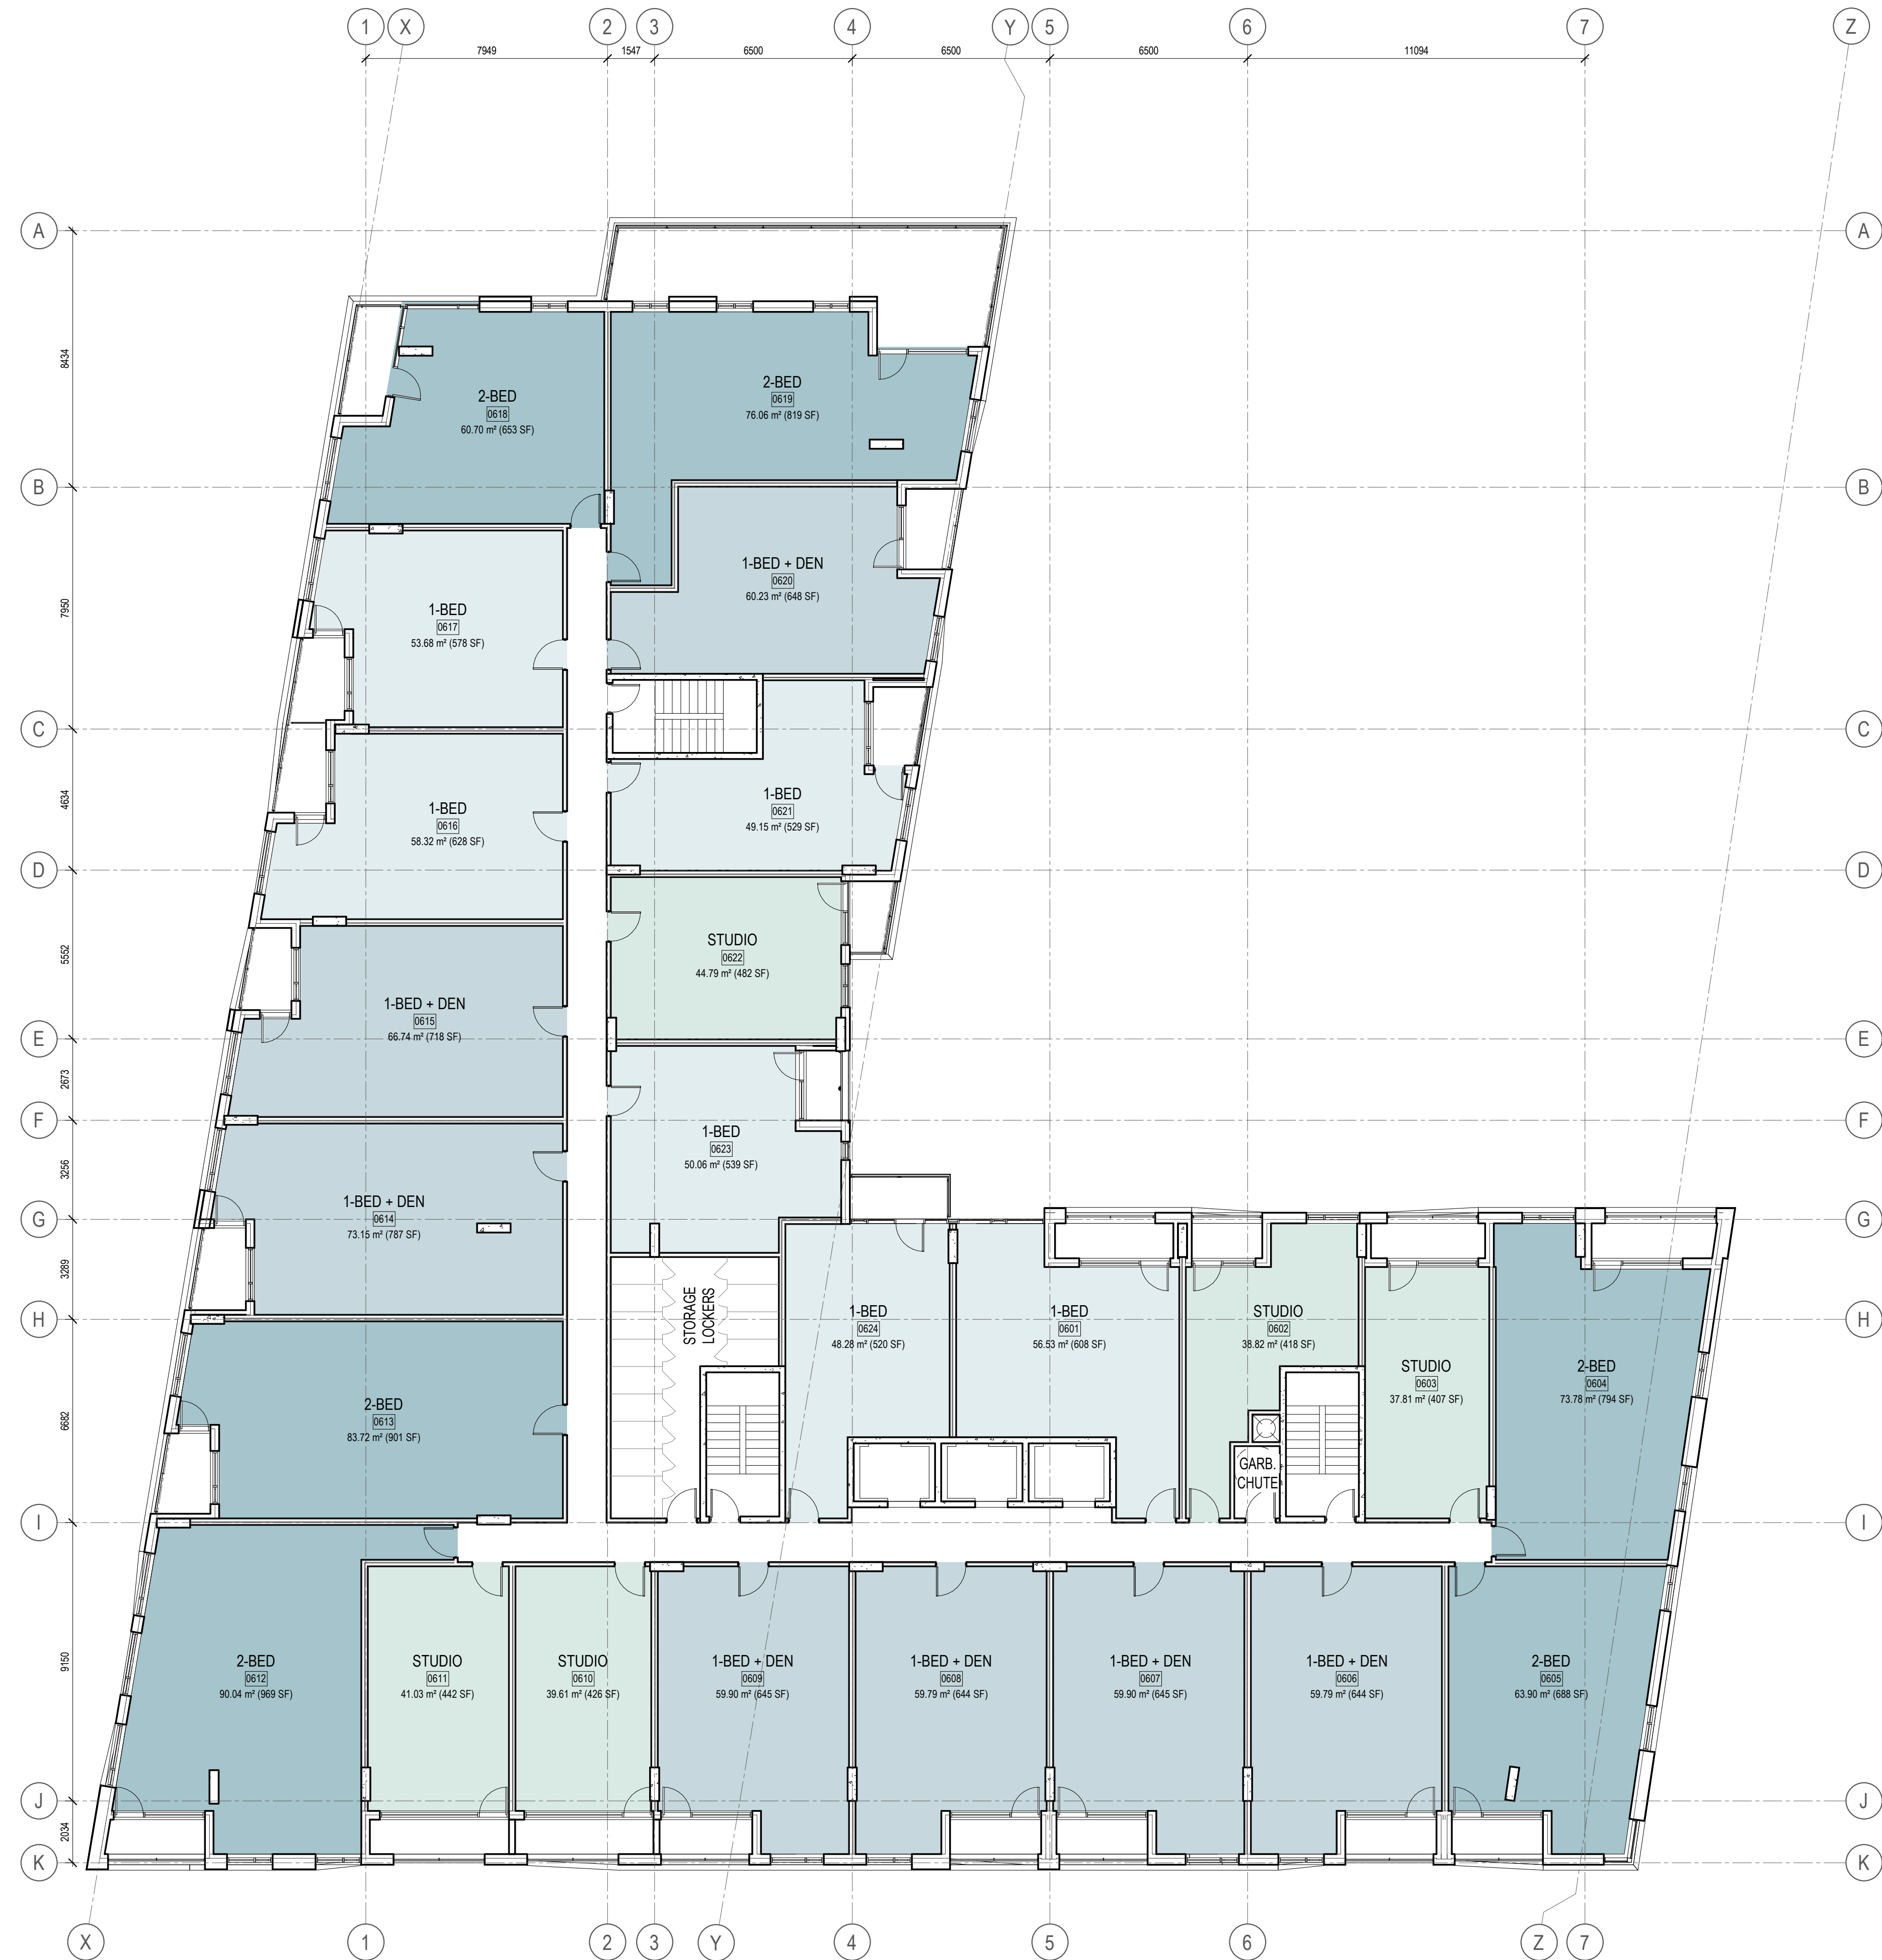 1 X 2 3 4 Y 5 6 7 Z
7949 1547 6500 6500 6500 11094
A A
8434
2-BED
0618
60.70 m² (653 SF)
2-BED
0619
76.06 m² (819 SF)
B B
7950
1-BED + DEN
0620
60.23 m² (648 SF)
1-BED
0617
53.68 m² (578 SF)
C C
4634
1-BED
0616
58.32 m² (628 SF)
1-BED
0621
49.15 m² (529 SF)
D D
5552
STUDIO
0622
44.79 m² (482 SF)
1-BED + DEN
0615
66.74 m² (718 SF)
E E
2673
F F
3256
1-BED
0623
50.06 m² (539 SF)
1-BED + DEN
0614
73.15 m² (787 SF)
G G
3289
STORAGE
LOCKERS
1-BED
0624
48.28 m² (520 SF)
1-BED
0601
56.53 m² (608 SF)
STUDIO
0602
38.82 m² (418 SF)
H H
STUDIO
0603
37.81 m² (407 SF)
2-BED
0604
73.78 m² (794 SF)
6682
2-BED
0613
83.72 m² (901 SF)
GARB.
CHUTE
I I
9150
2-BED
0612
90.04 m² (969 SF)
STUDIO
0611
41.03 m² (442 SF)
STUDIO
0610
39.61 m² (426 SF)
1-BED + DEN
0609
59.90 m² (645 SF)
1-BED + DEN
0608
59.79 m² (644 SF)
1-BED + DEN
0607
59.90 m² (645 SF)
1-BED + DEN
0606
59.79 m² (644 SF)
2-BED
0605
63.90 m² (688 SF)
J J
2034
K K
X 1 2 3 Y 4 5 6 Z 7